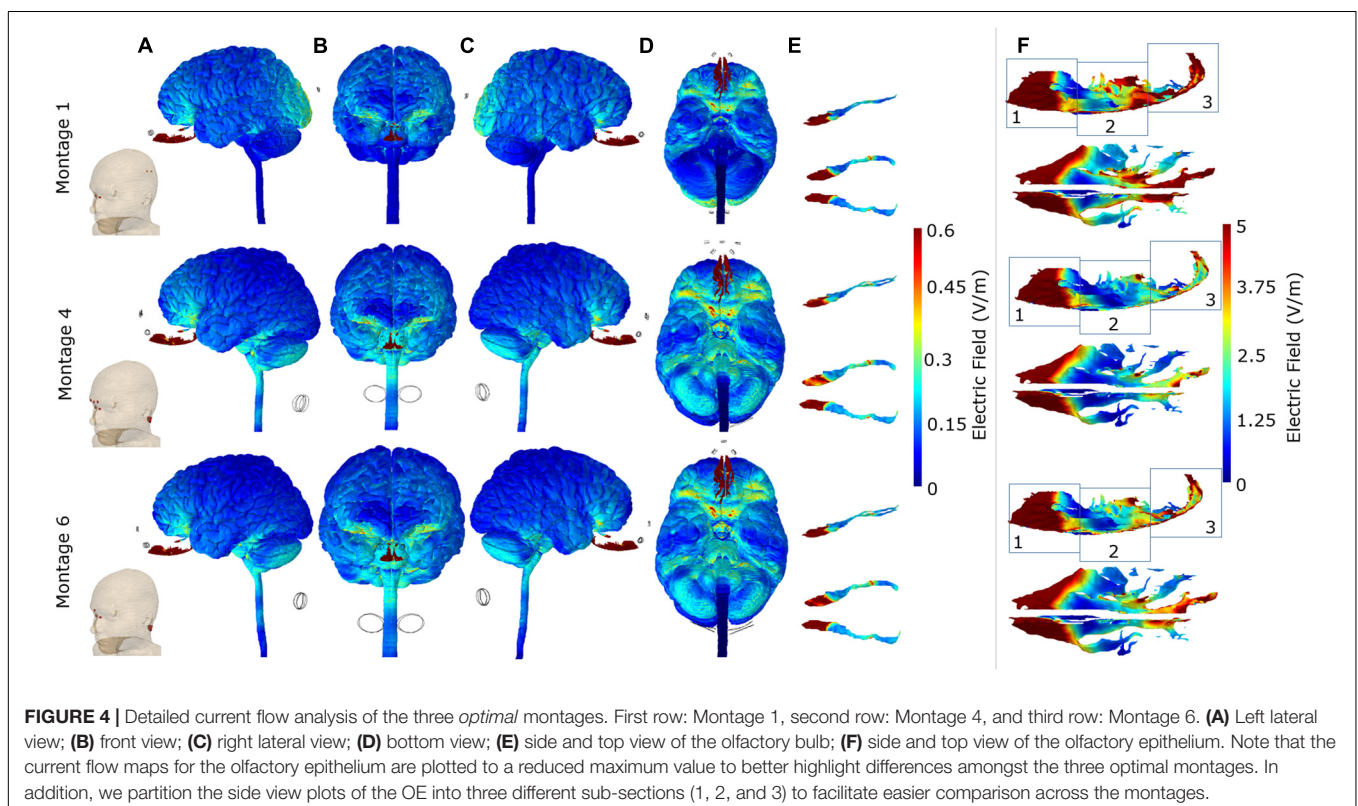 A B C D E F
Montage 1
1
2
3
0.6
0.45
0.3
0.15
0
Electric Field (V/m)
Montage 4
1
2
3
5
3.75
2.5
1.25
0
Electric Field (V/m)
Montage 6
1
2
3
FIGURE 4 | Detailed current flow analysis of the three optimal montages. First row: Montage 1, second row: Montage 4, and third row: Montage 6. (A) Left lateral
view; (B) front view; (C) right lateral view; (D) bottom view; (E) side and top view of the olfactory bulb; (F) side and top view of the olfactory epithelium. Note that the
current flow maps for the olfactory epithelium are plotted to a reduced maximum value to better highlight differences amongst the three optimal montages. In
addition, we partition the side view plots of the OE into three different sub-sections (1, 2, and 3) to facilitate easier comparison across the montages.